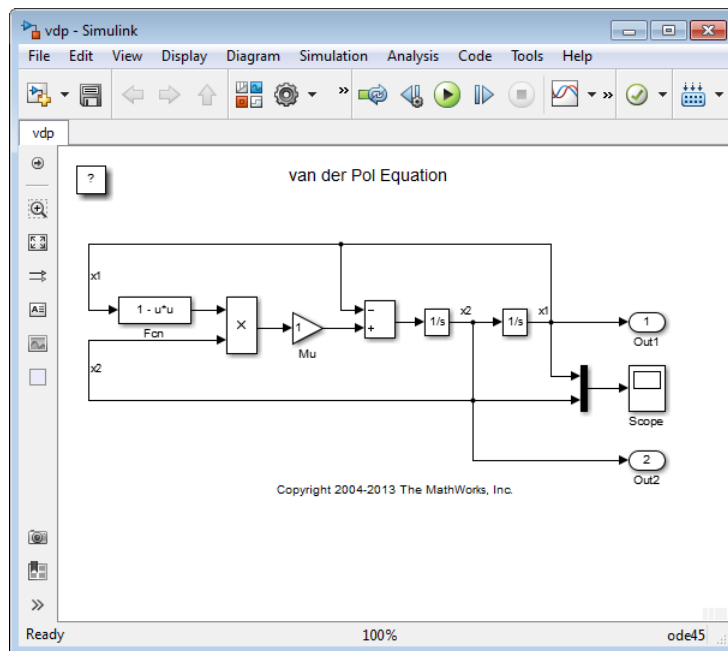 vdp - Simulink
File Edit View Display Diagram Simulation Analysis Code Tools Help
» »
vdp
?
van der Pol Equation
x1
1 - u*u
Fcn
×
1
Mu
−
+
1/s
x2
1/s
x1
1
Out1
x2
Scope
2
Out2
Copyright 2004-2013 The MathWorks, Inc.
A
»
Ready 100% ode45